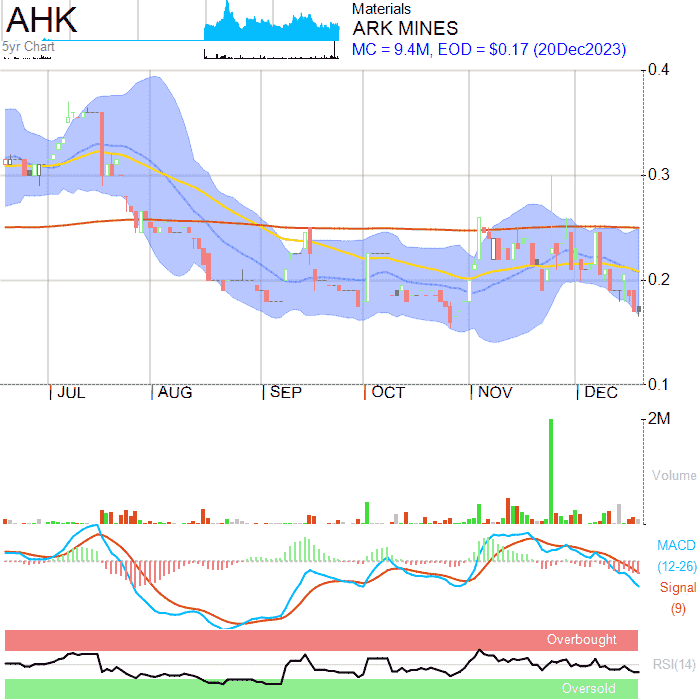 AHK
5yr Chart
Materials
ARK MINES
MC = 9.4M, EOD = $0.17 (20Dec2023)
0.4
0.3
0.2
0.1
JUL AUG SEP OCT NOV DEC
2M
Volume
MACD
(12-26)
Signal
(9)
Overbought
RSI(14)
Oversold